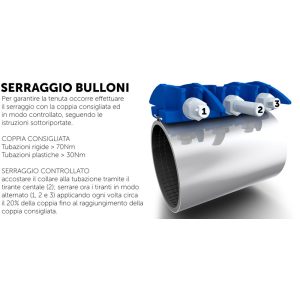 SERRAGGIO BULLONI
Per garantire la tenuta occorre effettuare
il serraggio con la coppia consigliata ed
in modo controllato, seguendo le
istruzioni sottoriportate.
COPPIA CONSIGLIATA
Tubazioni rigide > 70Nm
Tubazioni plastiche > 30Nm
SERRAGGIO CONTROLLATO
accostare il collare alla tubazione tramite il
tirante centale (2); serrare ora i tiranti in modo
alternato (1, 2 e 3) applicando ogni volta circa
il 20% della coppia fino al raggiungimento della
coppia consigliata.
1
2
3